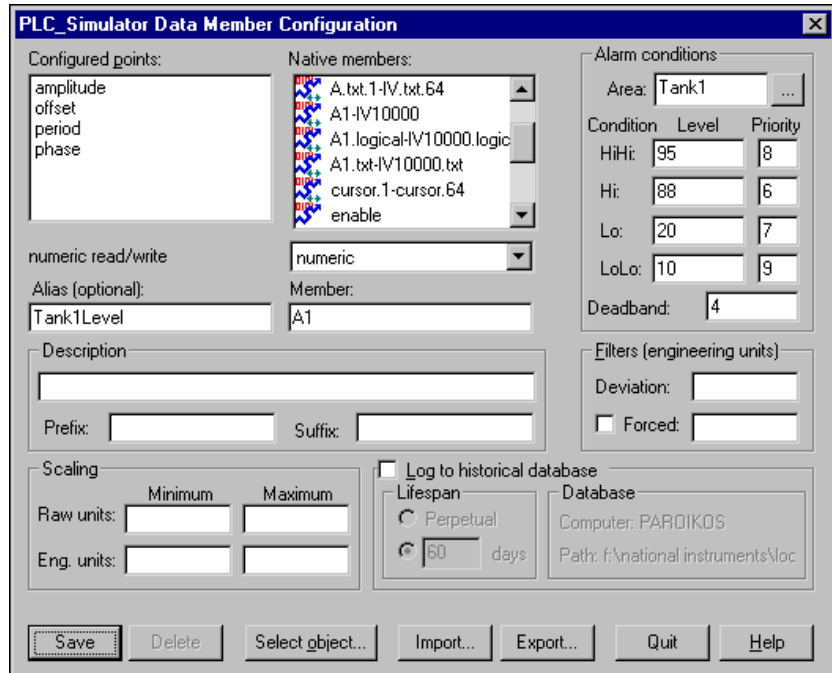 PLC_Simulator Data Member Configuration
Configured points:
amplitude
offset
period
phase
Native members:
A.txt.1-IV.txt.64
A1-IV10000
A1.logical-IV10000.logic
A1.txt-IV10000.txt
cursor.1-cursor.64
enable
numeric read/write
numeric
Alias (optional):
Tank1Level
Member:
A1
Alarm conditions
Area: Tank1 ...
Condition Level Priority
HiHi: 95 8
Hi: 88 6
Lo: 20 7
LoLo: 10 9
Deadband: 4
Description
Prefix: Suffix:
Filters (engineering units)
Deviation:
Forced:
Scaling
Minimum Maximum
Raw units:
Eng. units:
Log to historical database
Lifespan
Perpetual
60 days
Database
Computer: PAROIKOS
Path: f:\national instruments\loc
Save Delete Select object... Import... Export... Quit Help